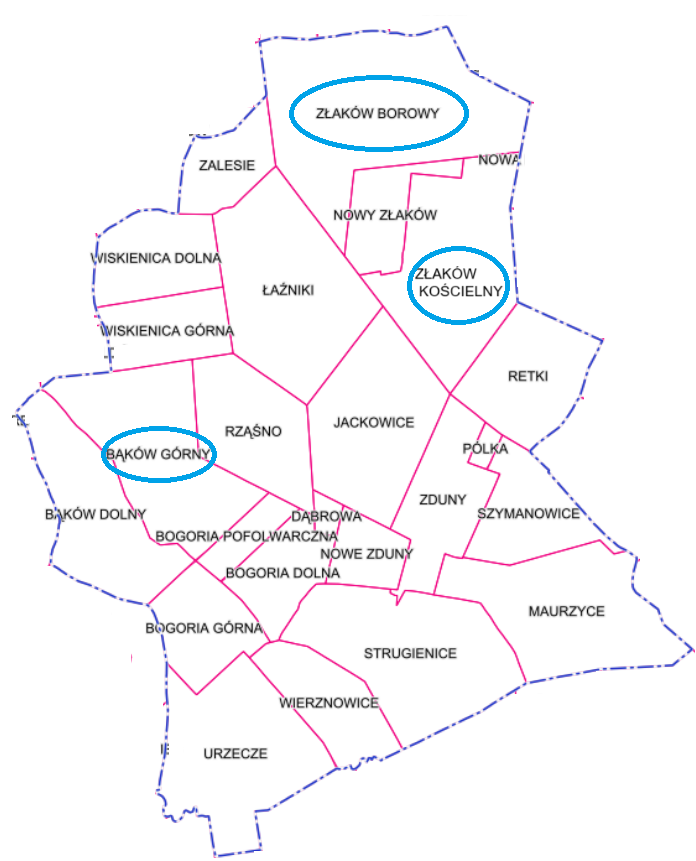 ZŁAKÓW BOROWY
NOWA
ZALESIE
NOWY ZŁAKÓW
WISKIENICA DOLNA
ZŁAKÓW
KOŚCIELNY
ŁAŹNIKI
WISKIENICA GÓRNA
RETKI
JACKOWICE
RZĄŚNO
PÓLKA
BĄKÓW GÓRNY
ZDUNY
BĄKÓW DOLNY
DĄBROWA
SZYMANOWICE
BOGORIA POFOLWARCZNA
NOWE ZDUNY
BOGORIA DOLNA
MAURZYCE
BOGORIA GÓRNA
STRUGIENICE
WIERZNOWICE
URZECZE